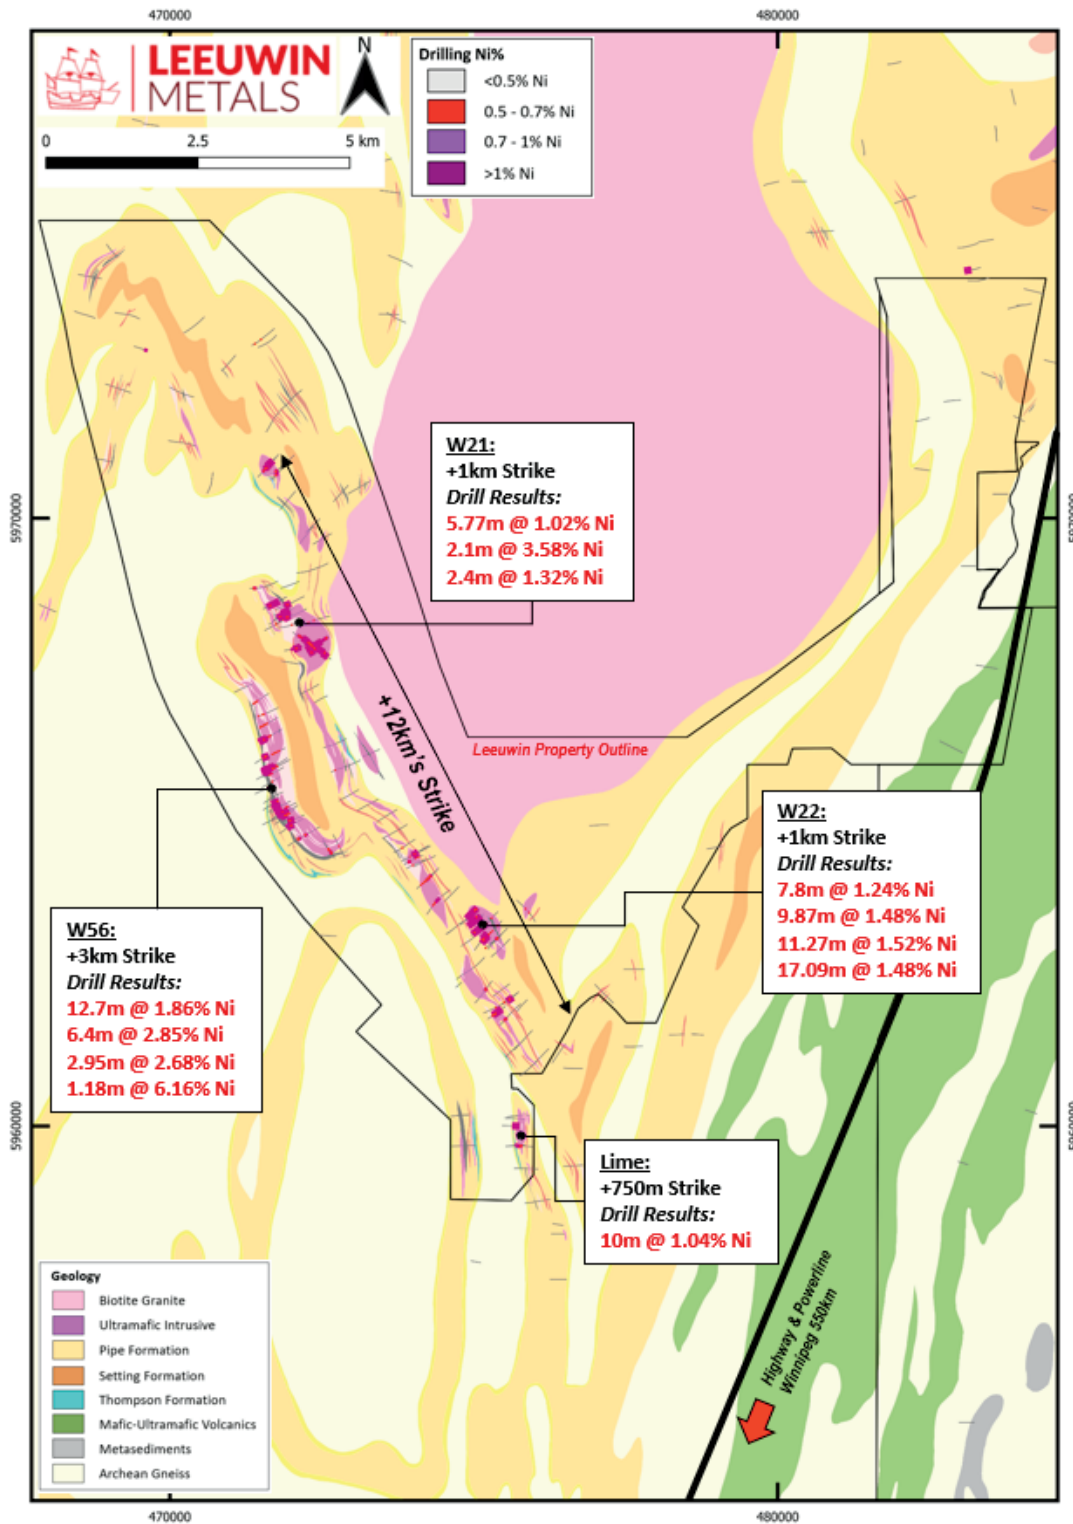 470000
480000
LEEUWIN
METALS
N
0
2.5
5 km
Drilling Ni%
<0.5% Ni
0.5 - 0.7% Ni
0.7 - 1% Ni
>1% Ni
W21:
+1km Strike
Drill Results:
5.77m @ 1.02% Ni
2.1m @ 3.58% Ni
2.4m @ 1.32% Ni
5970000
5970000
+12km's Strike
Leeuwin Property Outline
W22:
+1km Strike
Drill Results:
7.8m @ 1.24% Ni
9.87m @ 1.48% Ni
11.27m @ 1.52% Ni
17.09m @ 1.48% Ni
W56:
+3km Strike
Drill Results:
12.7m @ 1.86% Ni
6.4m @ 2.85% Ni
2.95m @ 2.68% Ni
1.18m @ 6.16% Ni
5960000
5960000
Lime:
+750m Strike
Drill Results:
10m @ 1.04% Ni
Highway & Powerline
Winnipeg 550km
Geology
Biotite Granite
Ultramafic Intrusive
Pipe Formation
Setting Formation
Thompson Formation
Mafic-Ultramafic Volcanics
Metasediments
Archean Gneiss
470000
480000